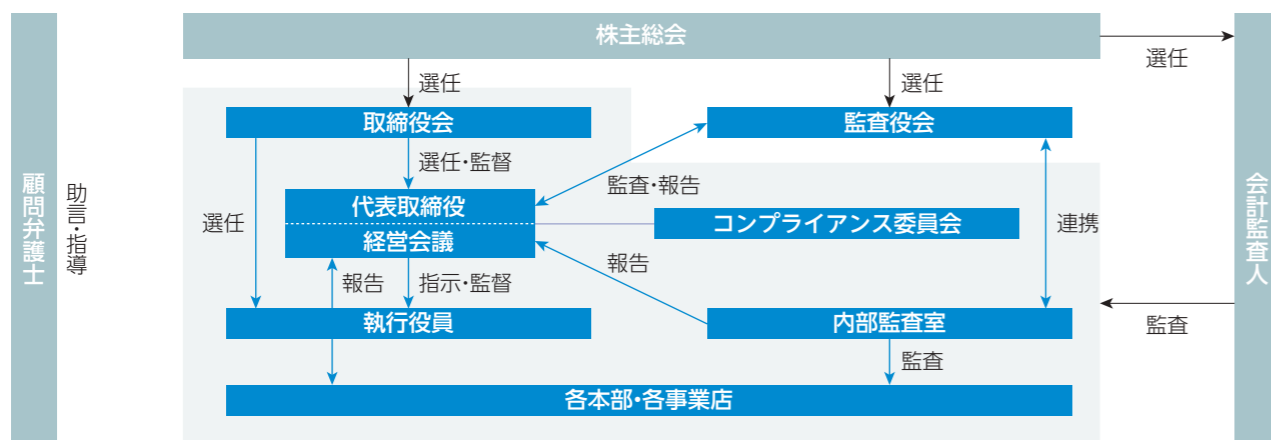 株主総会
選任
選任
選任
取締役会
監査役会
選任・監督
監査・報告
代表取締役
経営会議
コンプライアンス委員会
選任
連携
報告
指示・監督
報告
執行役員
内部監査室
監査
監査
各本部・各事業店
顧問弁護士
助言・指導
会計監査人